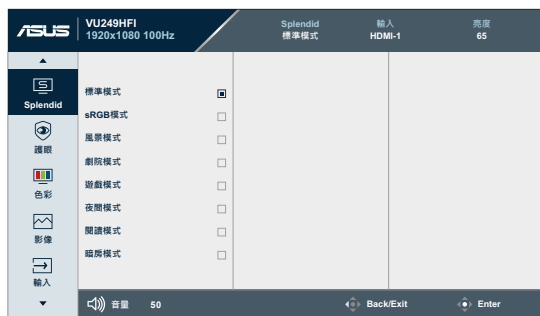 ASUS
VU249HFI
1920x1080 100Hz
Splendid
標準模式
輸入
HDMI-1
亮度
65
Splendid
護眼
色彩
影像
輸入
標準模式
sRGB模式
風景模式
劇院模式
遊戲模式
夜間模式
閱讀模式
暗房模式
音量 50
Back/Exit
Enter